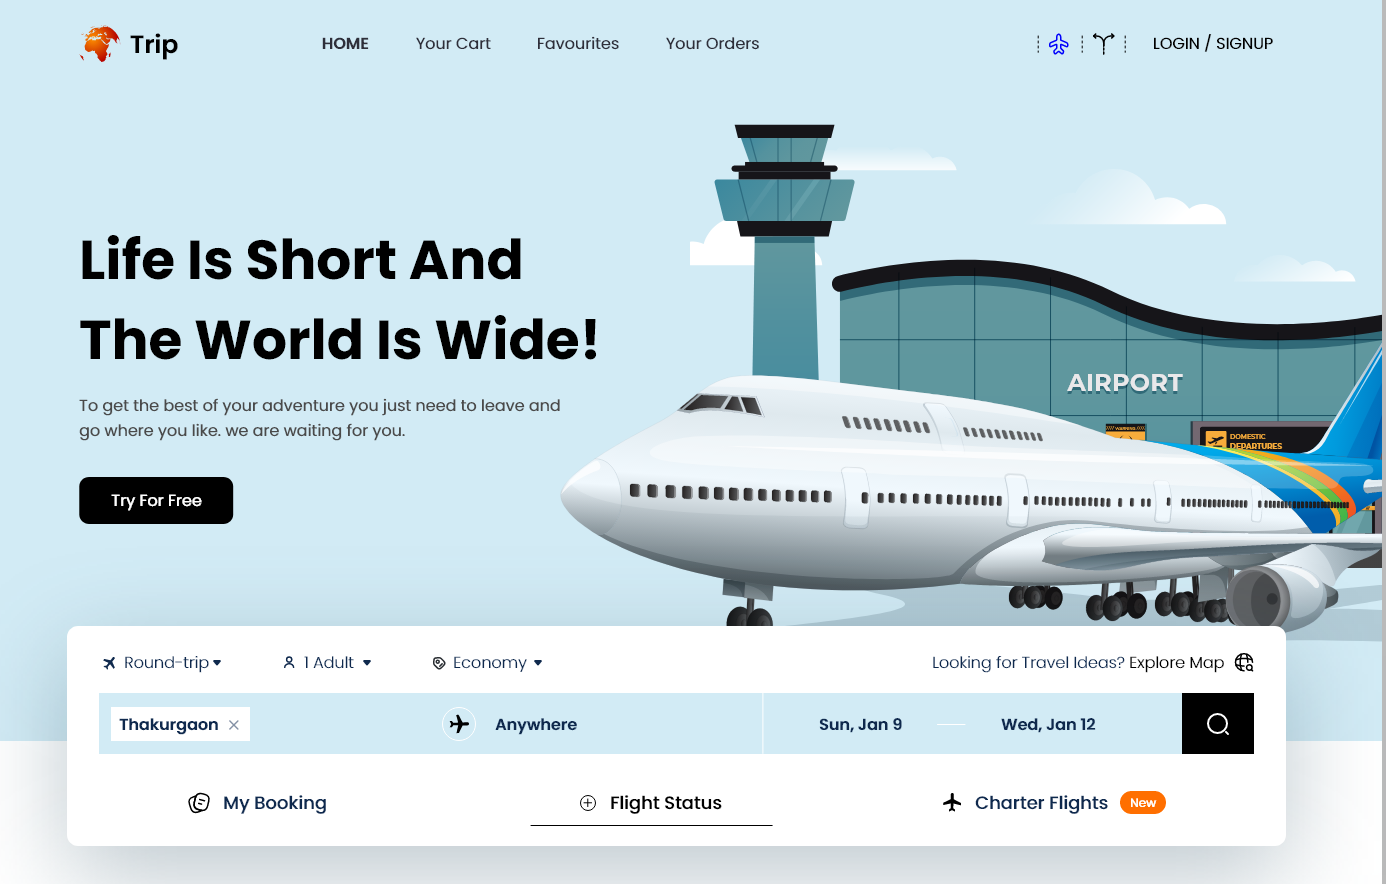 Trip
HOME
Your Cart
Favourites
Your Orders
LOGIN / SIGNUP
Life Is Short And
The World Is Wide!
To get the best of your adventure you just need to leave and
go where you like. we are waiting for you.
Try For Free
AIRPORT
WARNING
DOMESTIC
DEPARTURES
Round-trip
1 Adult
Economy
Looking for Travel Ideas? Explore Map
Thakurgaon
Anywhere
Sun, Jan 9
Wed, Jan 12
My Booking
Flight Status
Charter Flights
New